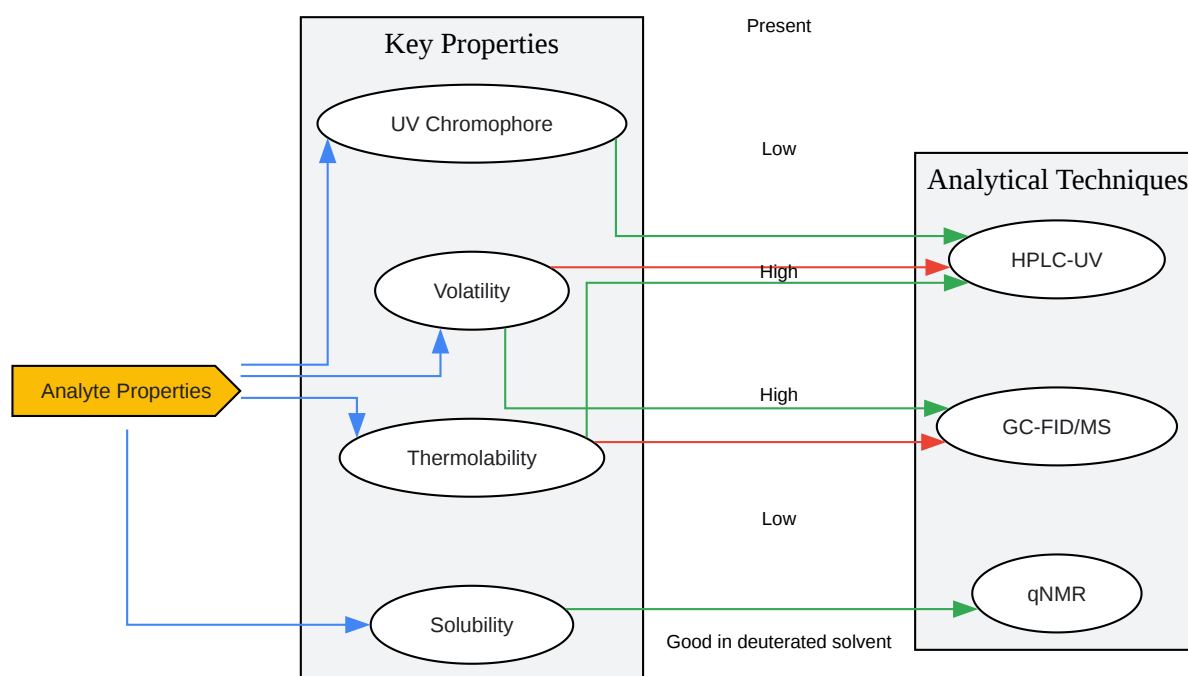 Present
Key Properties
UV Chromophore
Low
Analytical Techniques
HPLC-UV
High
Volatility
Analyte Properties
High
GC-FID/MS
Thermolability
Low
qNMR
Solubility
Good in deuterated solvent